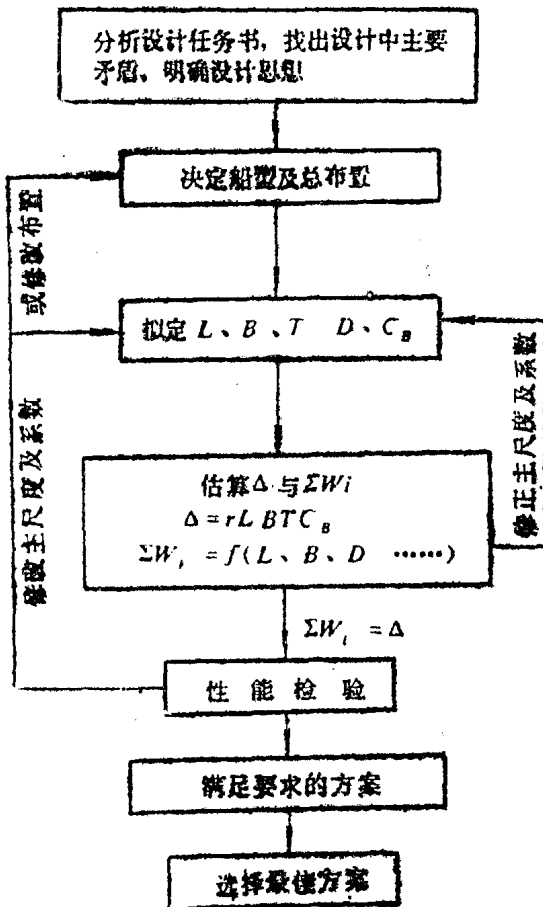 分析设计任务书，找出设计中主要
矛盾，明确设计思想
决定船型及总布置
或修改布置
拟定 L、B、T D、C_B
修改主尺度及系数
修正主尺度及系数
估算Δ与ΣWi
Δ=rLBTC_B
ΣW_i =f(L、B、D ……)
ΣW_i =Δ
性能检验
满足要求的方案
选择最佳方案